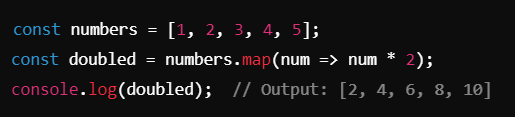 const numbers = [1, 2, 3, 4, 5];
const doubled = numbers.map(num => num * 2);
console.log(doubled);  // Output: [2, 4, 6, 8, 10]